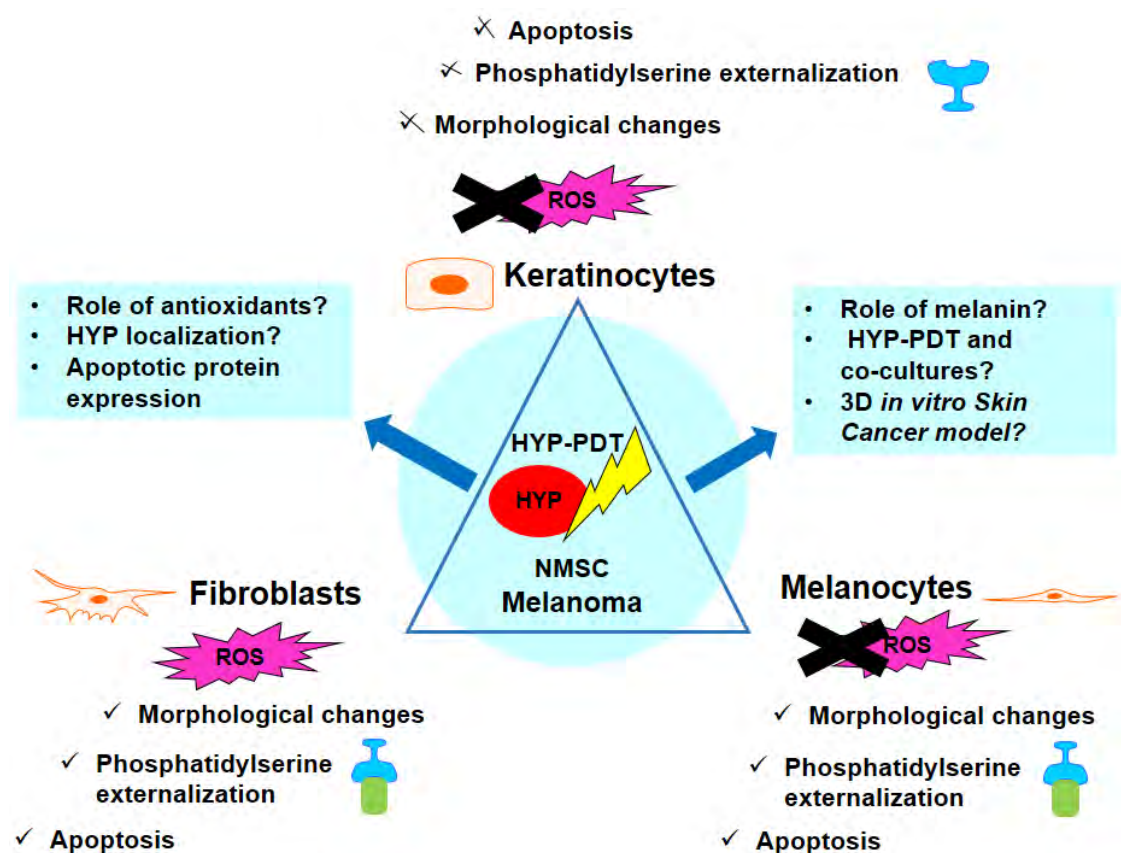 Apoptosis
Phosphatidylserine externalization
Morphological changes
ROS
Keratinocytes
• Role of antioxidants?
• HYP localization?
• Apoptotic protein
expression
• Role of melanin?
• HYP-PDT and
co-cultures?
• 3D in vitro Skin
Cancer model?
HYP-PDT
HYP
NMSC
Melanoma
Fibroblasts
ROS
✓ Morphological changes
✓ Phosphatidylserine
externalization
✓ Apoptosis
Melanocytes
ROS
✓ Morphological changes
✓ Phosphatidylserine
externalization
✓ Apoptosis